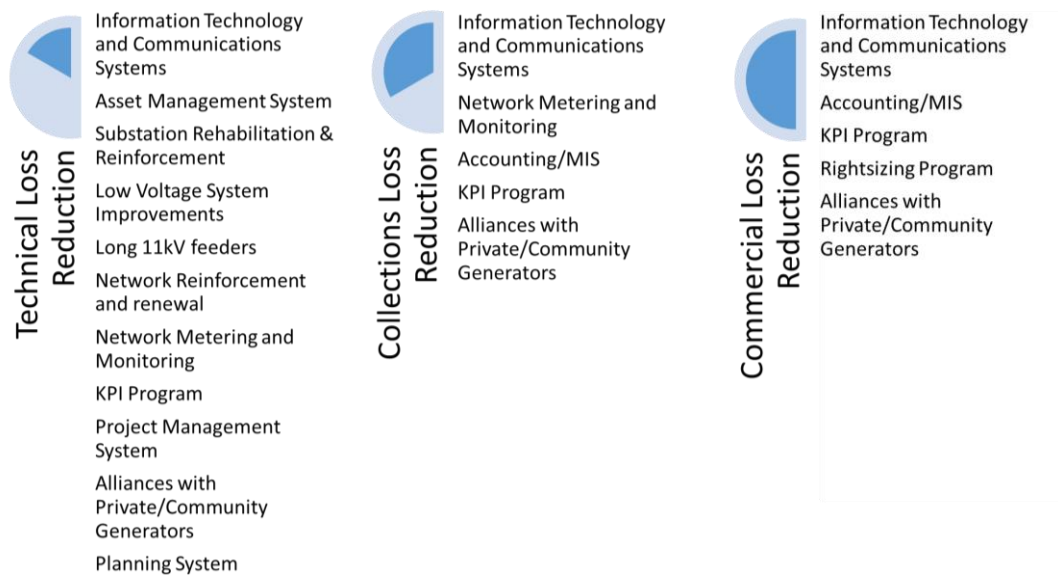 Technical Loss
Reduction
Information Technology
and Communications
Systems
Asset Management System
Substation Rehabilitation &
Reinforcement
Low Voltage System
Improvements
Long 11kV feeders
Network Reinforcement
and renewal
Network Metering and
Monitoring
KPI Program
Project Management
System
Alliances with
Private/Community
Generators
Planning System
Collections Loss
Reduction
Information Technology
and Communications
Systems
Network Metering and
Monitoring
Accounting/MIS
KPI Program
Alliances with
Private/Community
Generators
Commercial Loss
Reduction
Information Technology
and Communications
Systems
Accounting/MIS
KPI Program
Rightsizing Program
Alliances with
Private/Community
Generators